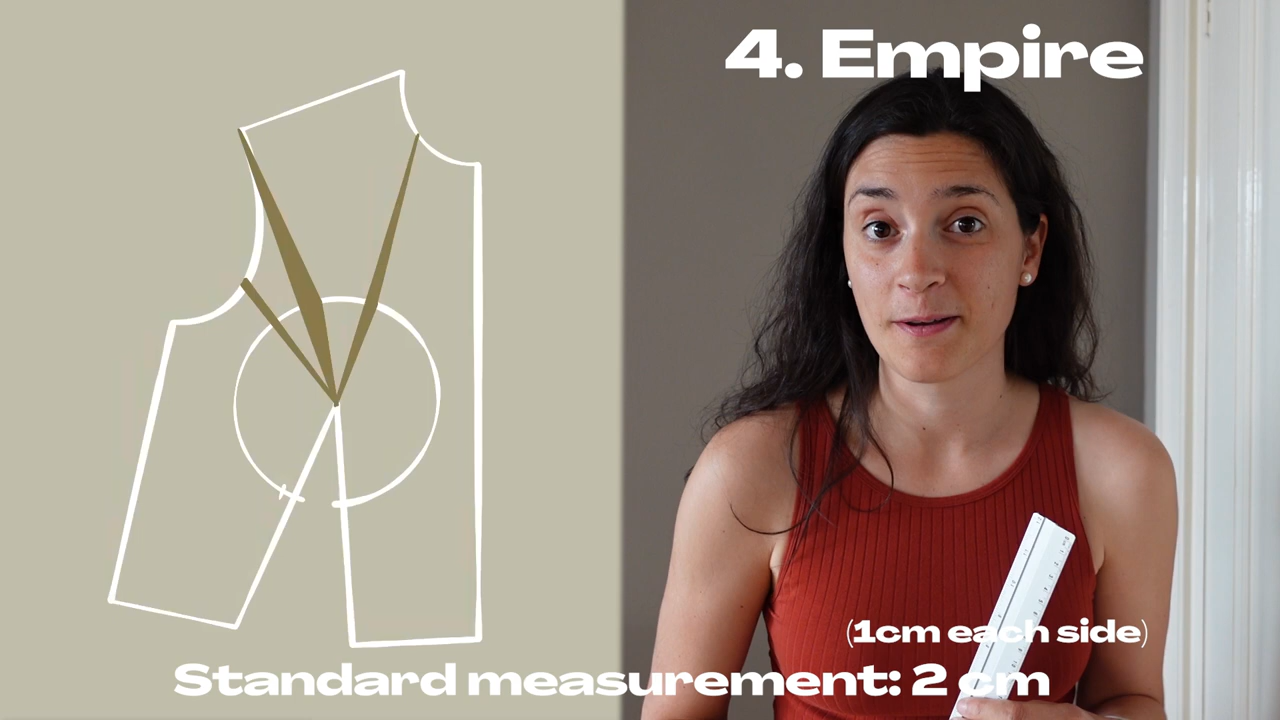 4. Empire
(1cm each side)
Standard measurement: 2 cm